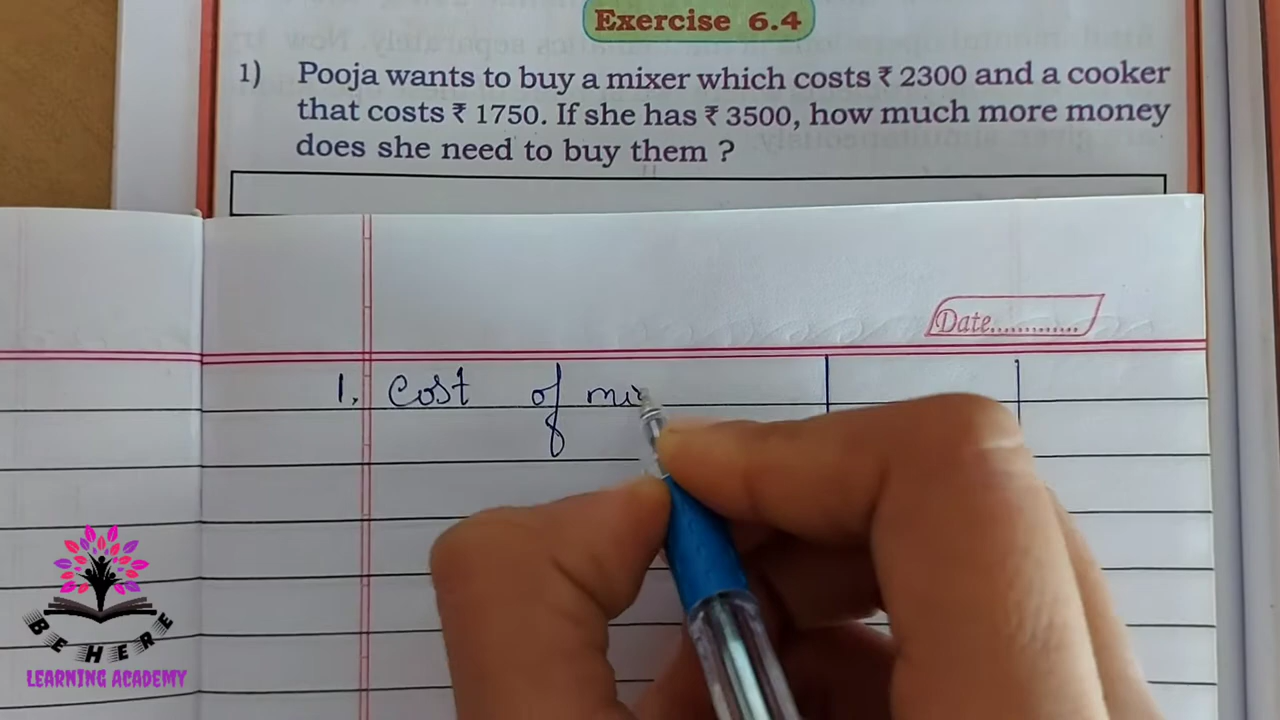 Exercise 6.4
1) Pooja wants to buy a mixer which costs ₹ 2300 and a cooker
that costs ₹ 1750. If she has ₹ 3500, how much more money
does she need to buy them ?
Date.............
1. Cost of mix
BEHERE
LEARNING ACADEMY